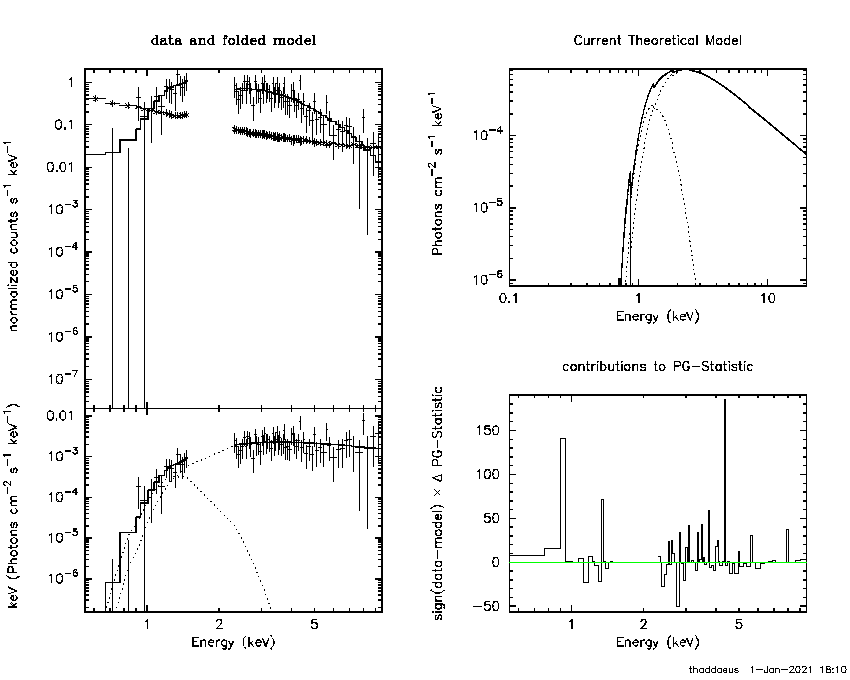 data and folded model
normalized counts s⁻¹ keV⁻¹
1
0.1
0.01
10⁻³
10⁻⁴
10⁻⁵
10⁻⁶
10⁻⁷
keV (Photons cm⁻² s⁻¹ keV⁻¹)
0.01
10⁻³
10⁻⁴
10⁻⁵
10⁻⁶
1 2 5
Energy (keV)
Current Theoretical Model
Photons cm⁻² s⁻¹ keV⁻¹
10⁻⁴
10⁻⁵
10⁻⁶
0.1 1 10
Energy (keV)
contributions to PG-Statistic
sign(data-model) × Δ PG-Statistic
150
100
50
0
-50
1 2 5
Energy (keV)
thaddaeus 1-Jan-2021 18:10